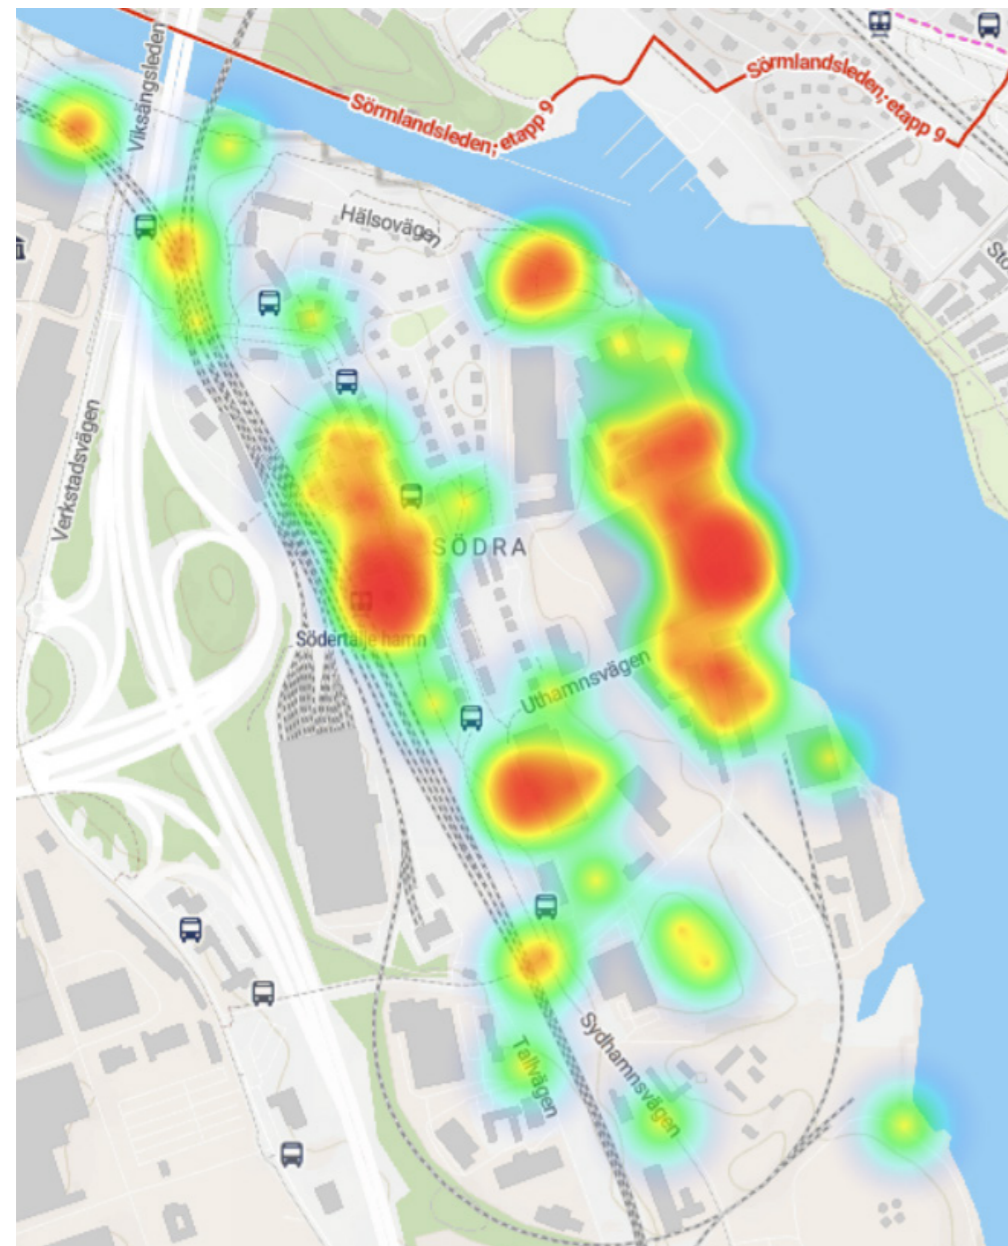 Viksängsleden
Sörmlandsleden; etapp 9
Sörmlandsleden; etapp 9
Hälsovägen
Verkstadsvägen
SÖDRA
Södertälje hamn
Uthamnsvägen
Sydhamnsvägen
Tallvägen